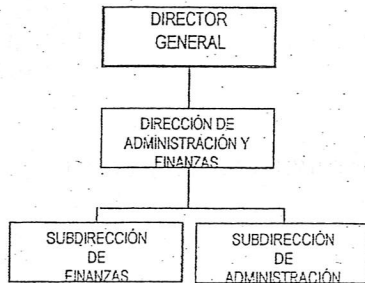 DIRECTOR
GENERAL
DIRECCIÓN DE
ADMINISTRACIÓN Y
FINANZAS
SUBDIRECCIÓN
DE
FINANZAS
SUBDIRECCIÓN
DE
ADMINISTRACIÓN